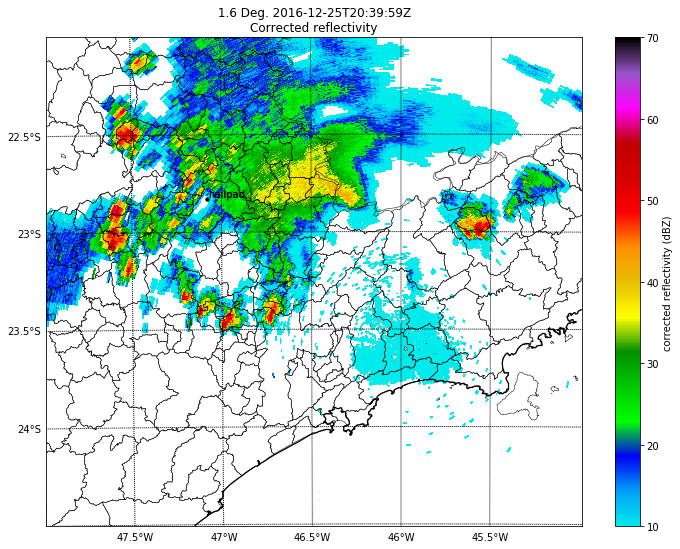 1.6 Deg. 2016-12-25T20:39:59Z
Corrected reflectivity
22.5°S
23°S
23.5°S
24°S
47.5°W
47°W
46.5°W
46°W
45.5°W
hailpad
70
60
50
40
30
20
10
corrected reflectivity (dBZ)